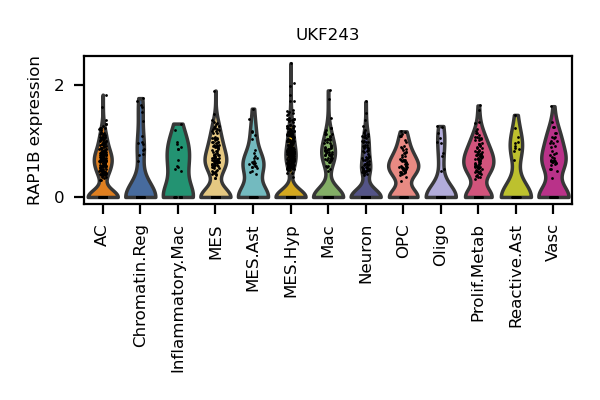 UKF243
RAP1B expression
2
0
AC
Chromatin.Reg
Inflammatory.Mac
MES
MES.Ast
MES.Hyp
Mac
Neuron
OPC
Oligo
Prolif.Metab
Reactive.Ast
Vasc